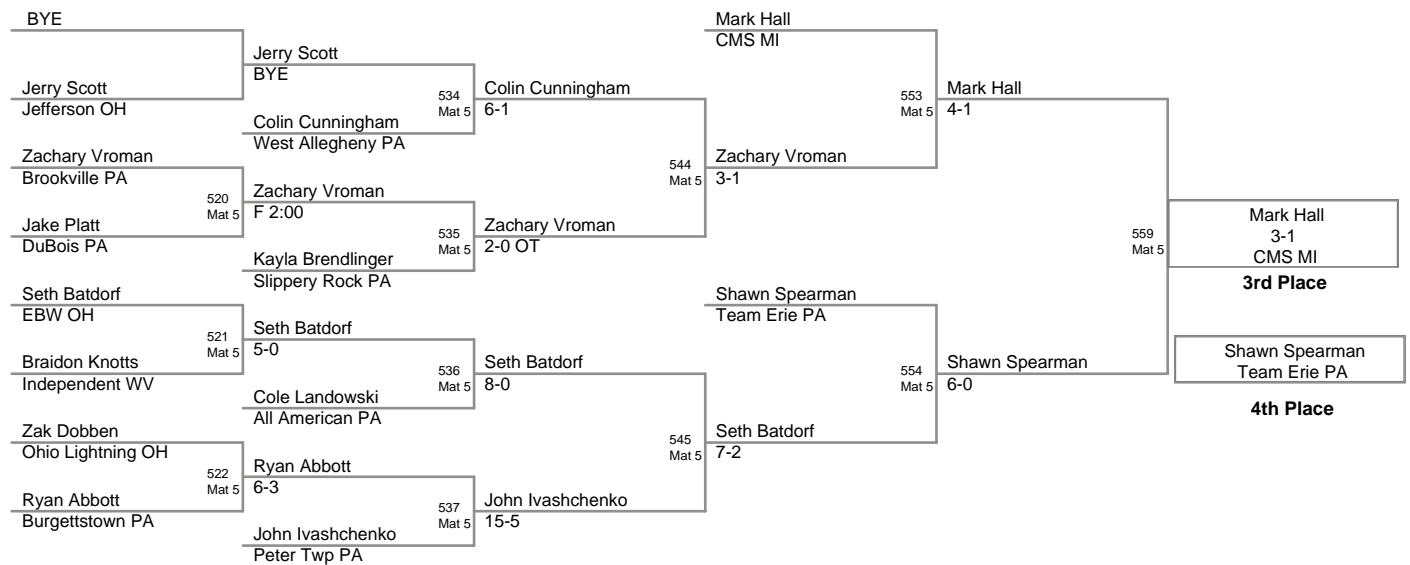 BYE
Jerry Scott
Jefferson OH
Zachary Vroman
Brookville PA
520
Mat 5
Jake Platt
DuBois PA
Seth Batdorf
EBW OH
521
Mat 5
Braidon Knotts
Independent WV
Zak Dobben
Ohio Lightning OH
522
Mat 5
Ryan Abbott
Burgettstown PA
Jerry Scott
BYE
534
Mat 5
Colin Cunningham
West Allegheny PA
Zachary Vroman
F 2:00
535
Mat 5
Kayla Brendlinger
Slippery Rock PA
Seth Batdorf
5-0
536
Mat 5
Cole Landowski
All American PA
Ryan Abbott
6-3
537
Mat 5
John Ivashchenko
Peter Twp PA
Colin Cunningham
6-1
544
Mat 5
Zachary Vroman
2-0 OT
Seth Batdorf
8-0
545
Mat 5
John Ivashchenko
15-5
Mark Hall
CMS MI
553
Mat 5
Zachary Vroman
3-1
Shawn Spearman
Team Erie PA
554
Mat 5
Seth Batdorf
7-2
Mark Hall
4-1
559
Mat 5
Shawn Spearman
6-0
Mark Hall
3-1
CMS MI
3rd Place
Shawn Spearman
Team Erie PA
4th Place